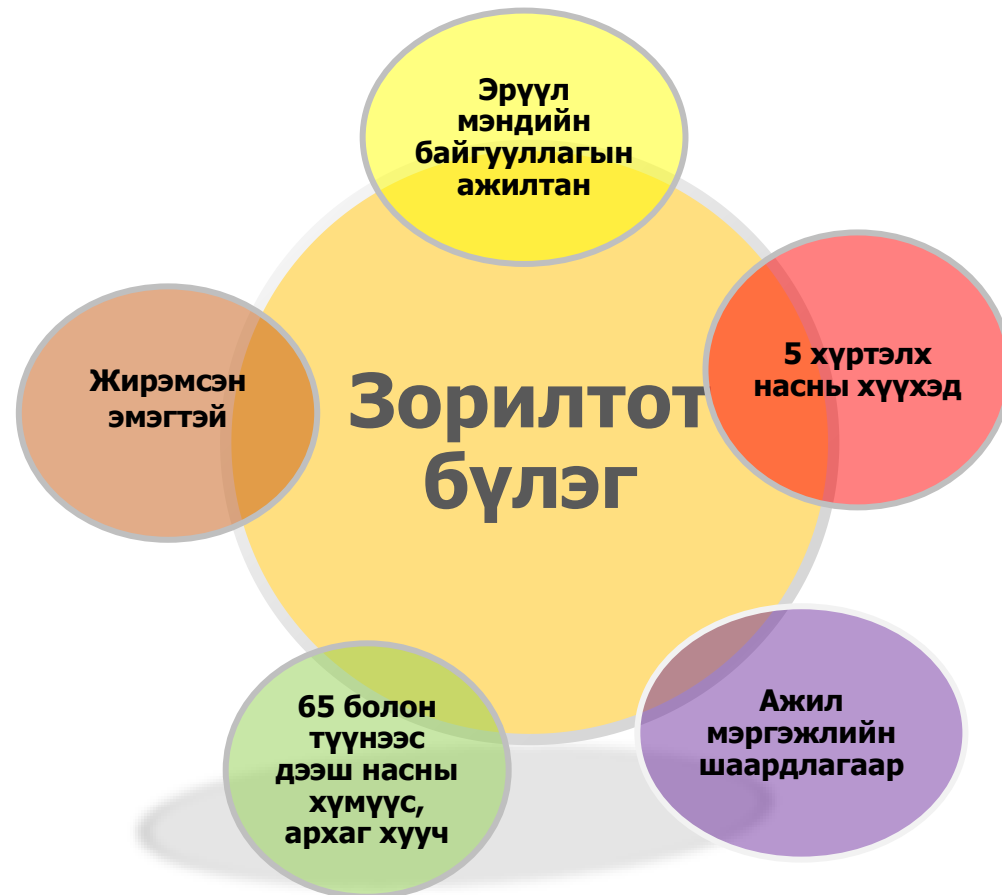 Эрүүл
мэндийн
байгууллагын
ажилтан
5 хүртэлх
насны хүүхэд
Жирэмсэн
эмэгтэй
Зорилтот
бүлэг
65 болон
түүнээс
дээш насны
хүмүүс,
архаг хууч
Ажил
мэргэжлийн
шаардлагаар